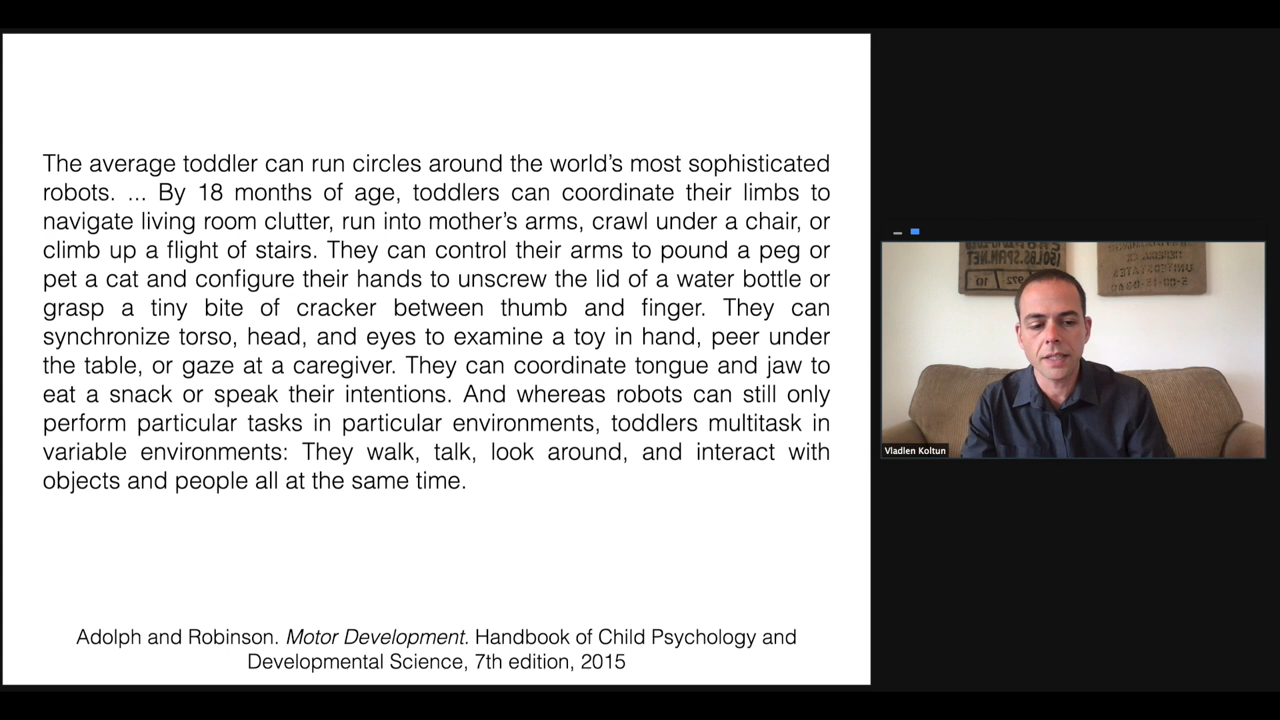 The average toddler can run circles around the world's most sophisticated
robots. ... By 18 months of age, toddlers can coordinate their limbs to
navigate living room clutter, run into mother's arms, crawl under a chair, or
climb up a flight of stairs. They can control their arms to pound a peg or
pet a cat and configure their hands to unscrew the lid of a water bottle or
grasp a tiny bite of cracker between thumb and finger. They can
synchronize torso, head, and eyes to examine a toy in hand, peer under
the table, or gaze at a caregiver. They can coordinate tongue and jaw to
eat a snack or speak their intentions. And whereas robots can still only
perform particular tasks in particular environments, toddlers multitask in
variable environments: They walk, talk, look around, and interact with
objects and people all at the same time.
Adolph and Robinson. Motor Development. Handbook of Child Psychology and
Developmental Science, 7th edition, 2015
Vladlen Koltun